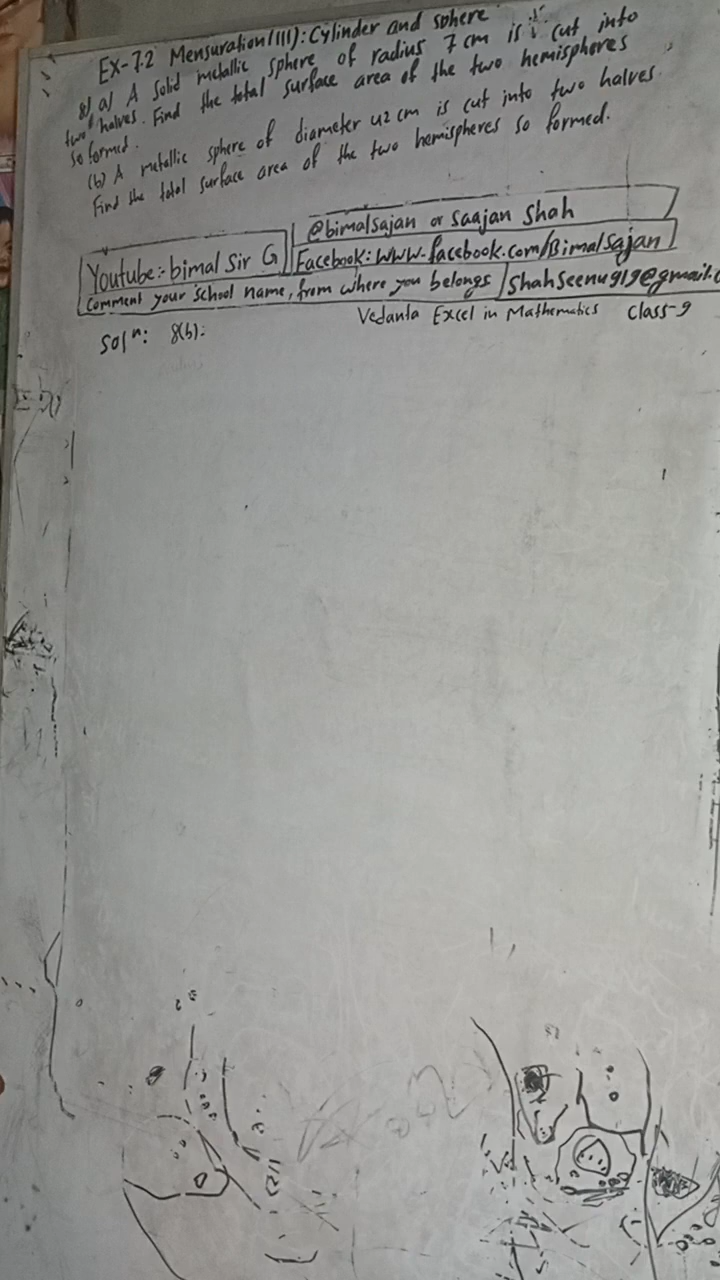 EX-7.2 Mensuration(III): Cylinder and sphere
8) a) A solid metallic sphere of radius 7 cm is cut into
two halves. Find the total surface area of the two hemispheres
so formed.
(b) A metallic sphere of diameter 42 cm is cut into two halves.
Find the total surface area of the two hemispheres so formed.
@bimalsajan or Saajan Shah
Youtube:- bimal Sir G
Facebook: www.facebook.com/Bimalsajan
Comment your school name, from where you belongs
Shahseenu919@gmail.c
Vedanta Excel in Mathematics Class-9
Solⁿ: 8(b):